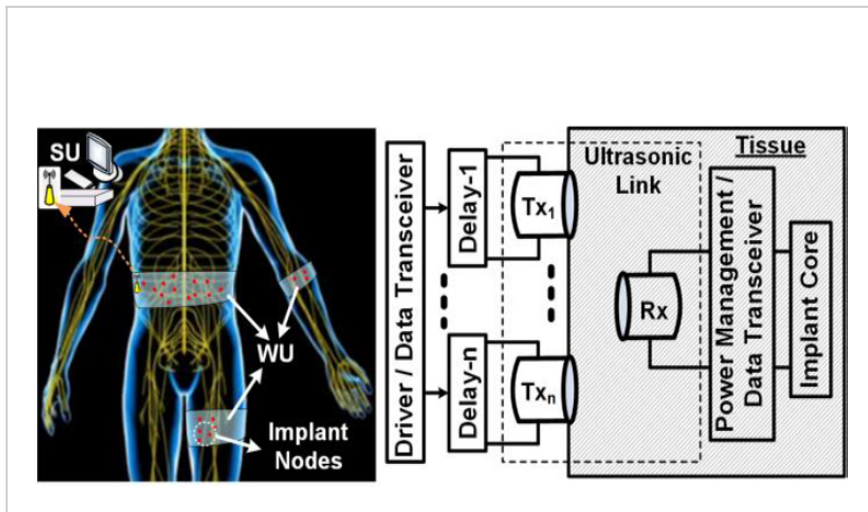 SU
WU
Implant
Nodes
Driver / Data Transceiver
Delay-1
Delay-n
Tx1
Txn
Ultrasonic
Link
Tissue
Rx
Power Management /
Data Transceiver
Implant Core